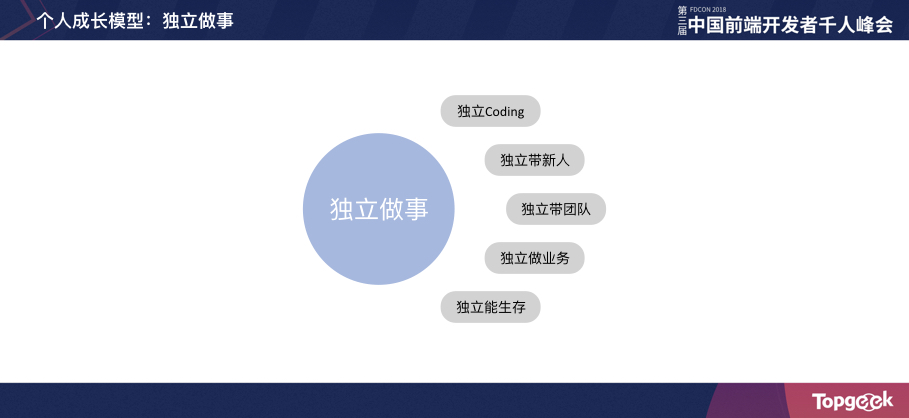 个人成长模型：独立做事
第三届
FDCON 2018
中国前端开发者千人峰会
独立做事
独立Coding
独立带新人
独立带团队
独立做业务
独立能生存
Topgeek